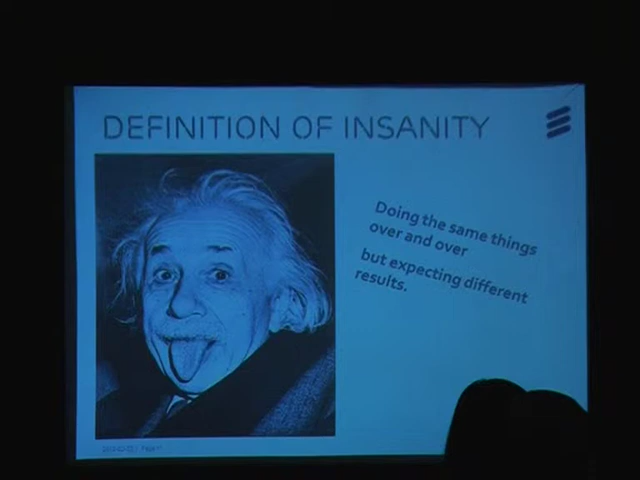 DEFINITION OF INSANITY
Doing the same things
over and over
but expecting different
results.